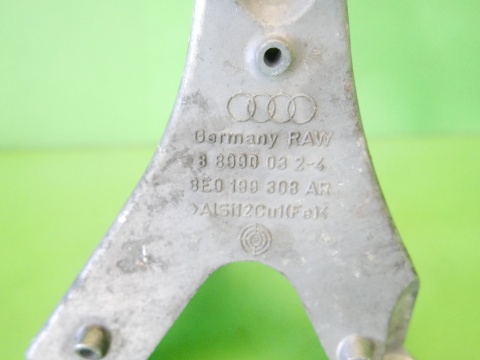 Germany RAW
8 8000 03 2-4
8E0 199 308 AR
>AlSi12Cu1(Fe)<